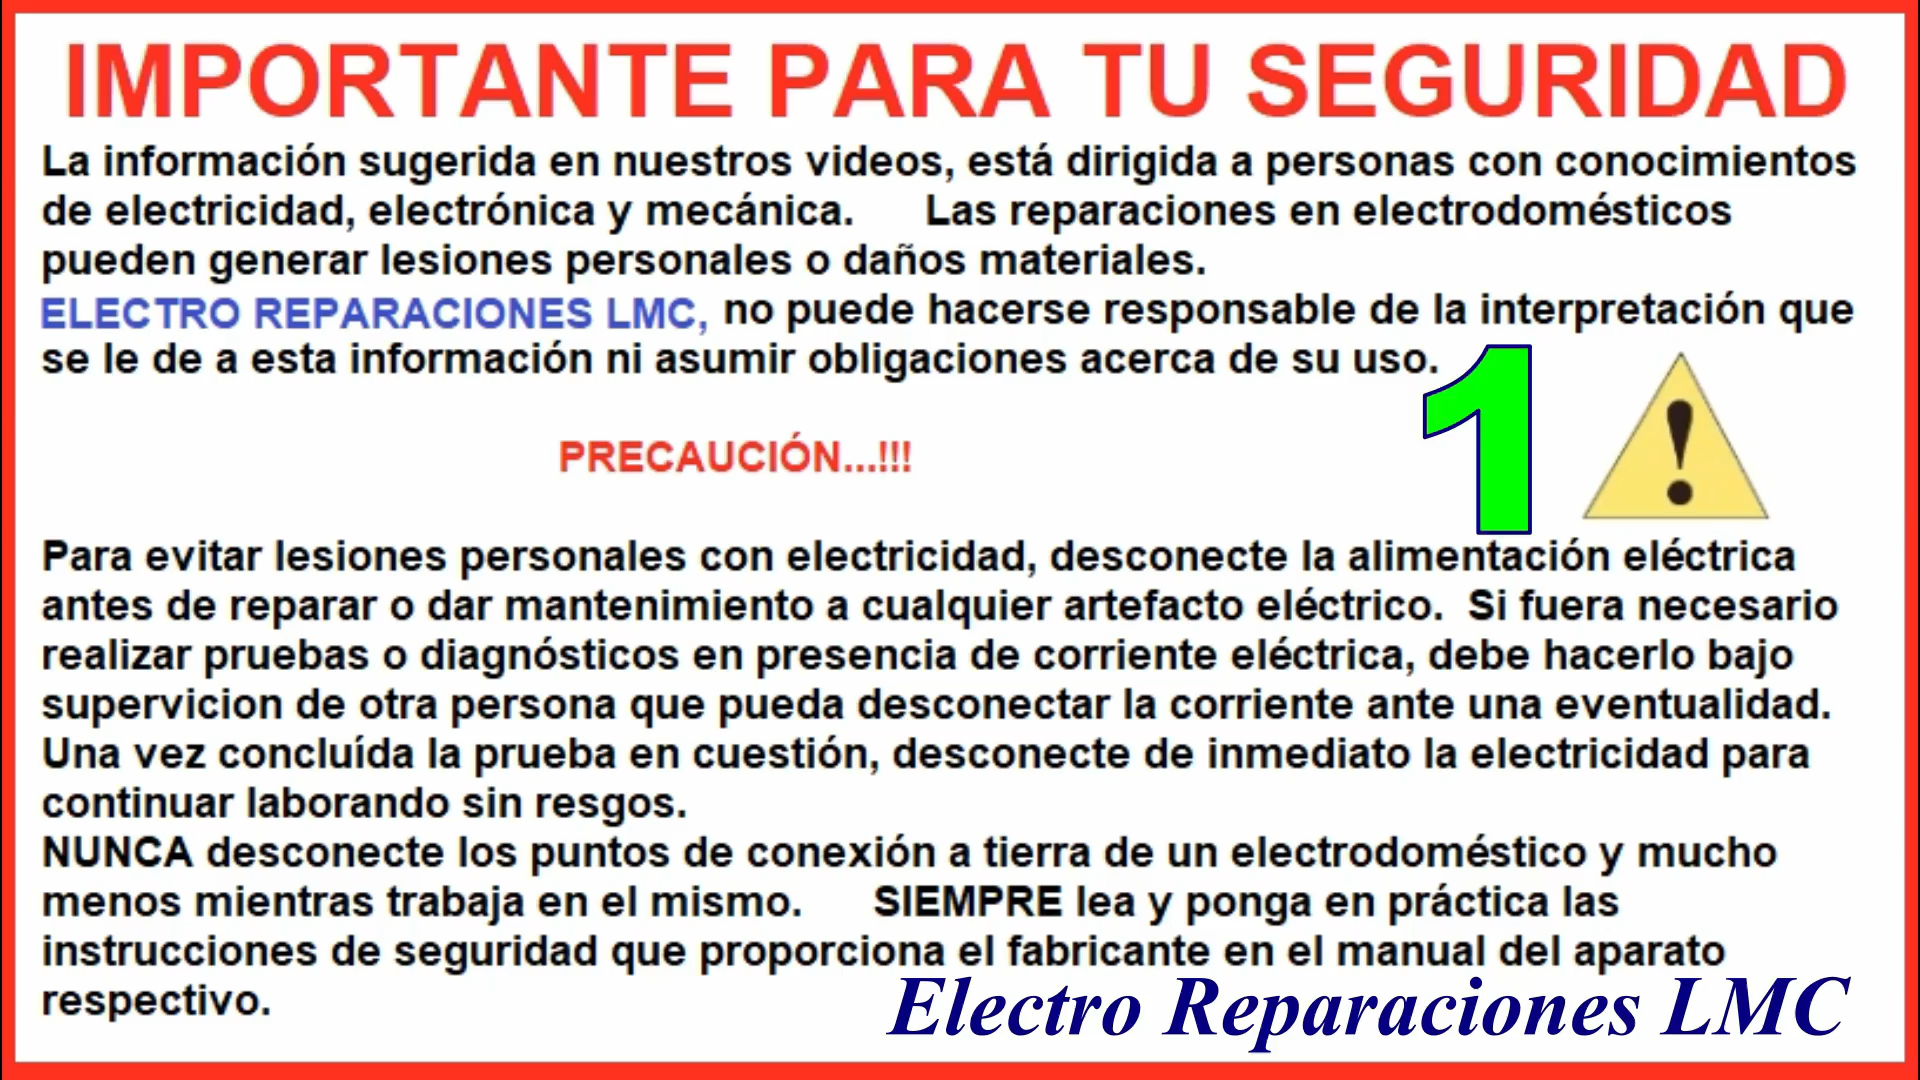 IMPORTANTE PARA TU SEGURIDAD
La información sugerida en nuestros videos, está dirigida a personas con conocimientos
de electricidad, electrónica y mecánica. Las reparaciones en electrodomésticos
pueden generar lesiones personales o daños materiales.
ELECTRO REPARACIONES LMC, no puede hacerse responsable de la interpretación que
se le de a esta información ni asumir obligaciones acerca de su uso.
1
PRECAUCIÓN...!!!
Para evitar lesiones personales con electricidad, desconecte la alimentación eléctrica
antes de reparar o dar mantenimiento a cualquier artefacto eléctrico. Si fuera necesario
realizar pruebas o diagnósticos en presencia de corriente eléctrica, debe hacerlo bajo
supervicion de otra persona que pueda desconectar la corriente ante una eventualidad.
Una vez concluída la prueba en cuestión, desconecte de inmediato la electricidad para
continuar laborando sin resgos.
NUNCA desconecte los puntos de conexión a tierra de un electrodoméstico y mucho
menos mientras trabaja en el mismo. SIEMPRE lea y ponga en práctica las
instrucciones de seguridad que proporciona el fabricante en el manual del aparato
respectivo.
Electro Reparaciones LMC